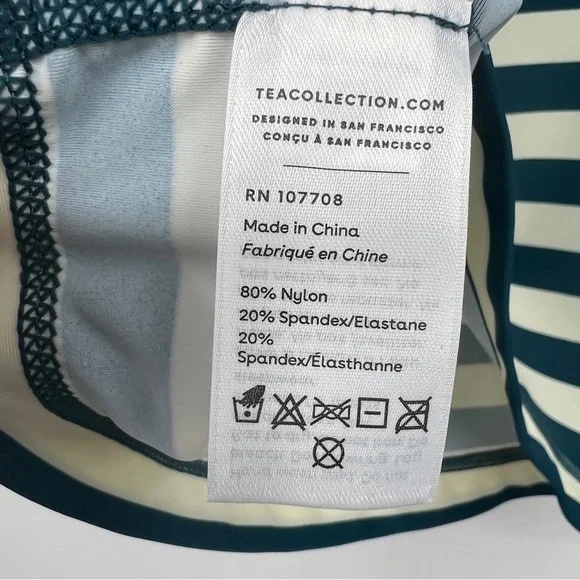 TEACOLLECTION.COM
DESIGNED IN SAN FRANCISCO
CONÇU À SAN FRANCISCO
RN 107708
Made in China
Fabriqué en Chine
80% Nylon
20% Spandex/Elastane
20%
Spandex/Élasthanne